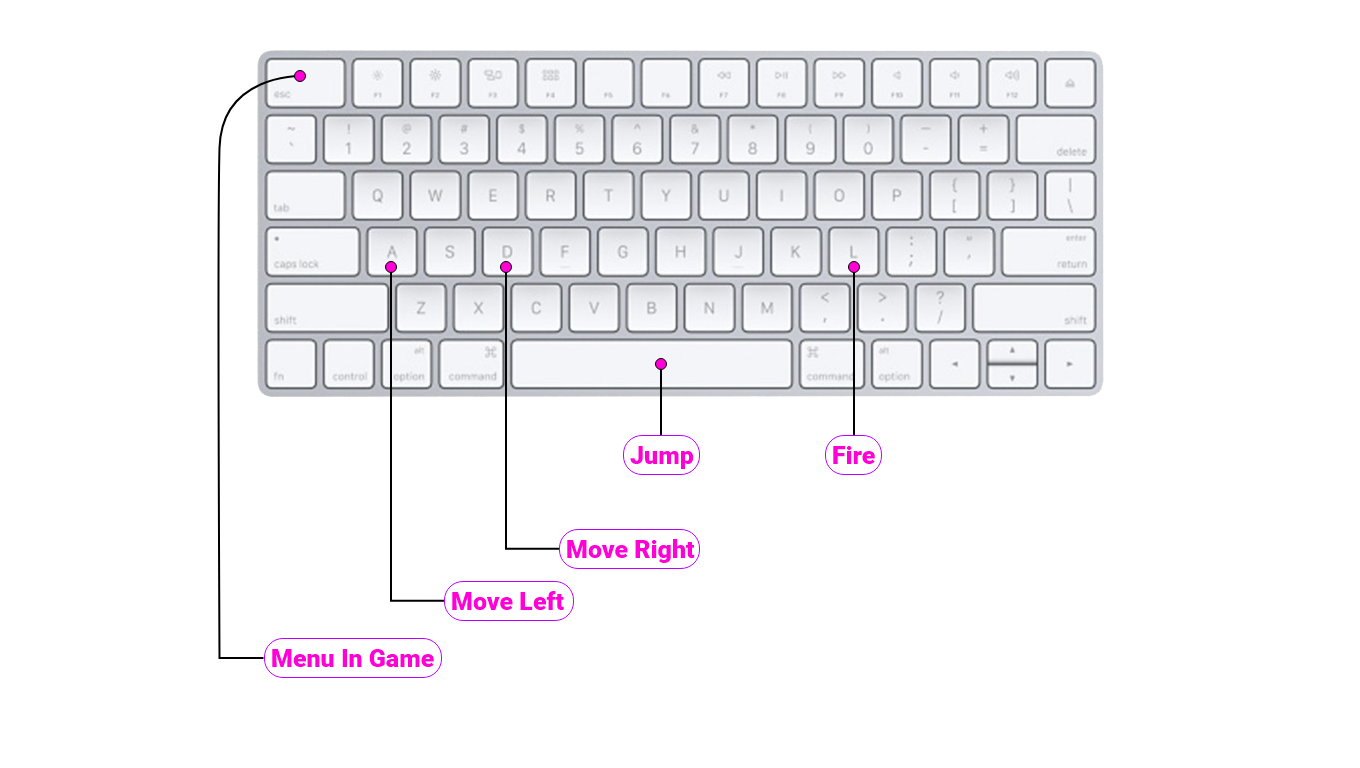 esc F1 F2 F3 F4 F5 F6 F7 F8 F9 F10 F11 F12
~ ! @ # $ % ^ & * ( ) — +
` 1 2 3 4 5 6 7 8 9 0 - = delete
tab Q W E R T Y U I O P { [ } ] | \
caps lock A S D F G H J K L : ; " ' enter return
shift Z X C V B N M < , > . ? / shift
fn control alt option ⌘ command ⌘ command alt option
Jump
Fire
Move Right
Move Left
Menu In Game